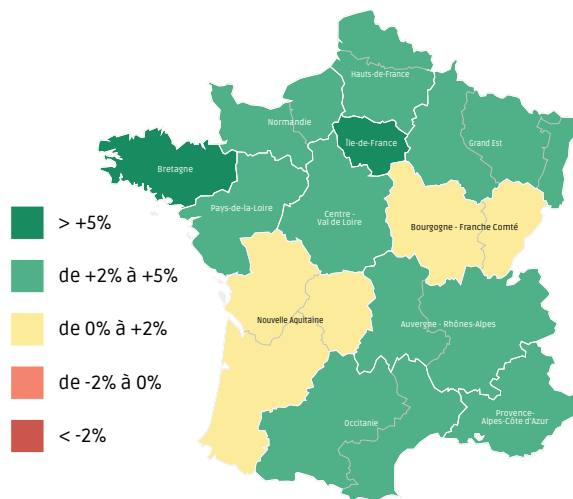 Hauts-de-France
Normandie
Île-de-France
Grand Est
Bretagne
Pays-de-la-Loire
Centre -
Val de Loire
Bourgogne - Franche Comté
Nouvelle Aquitaine
Auvergne - Rhônes-Alpes
Occitanie
Provence-
Alpes-Côte d'Azur
> +5%
de +2% à +5%
de 0% à +2%
de -2% à 0%
< -2%